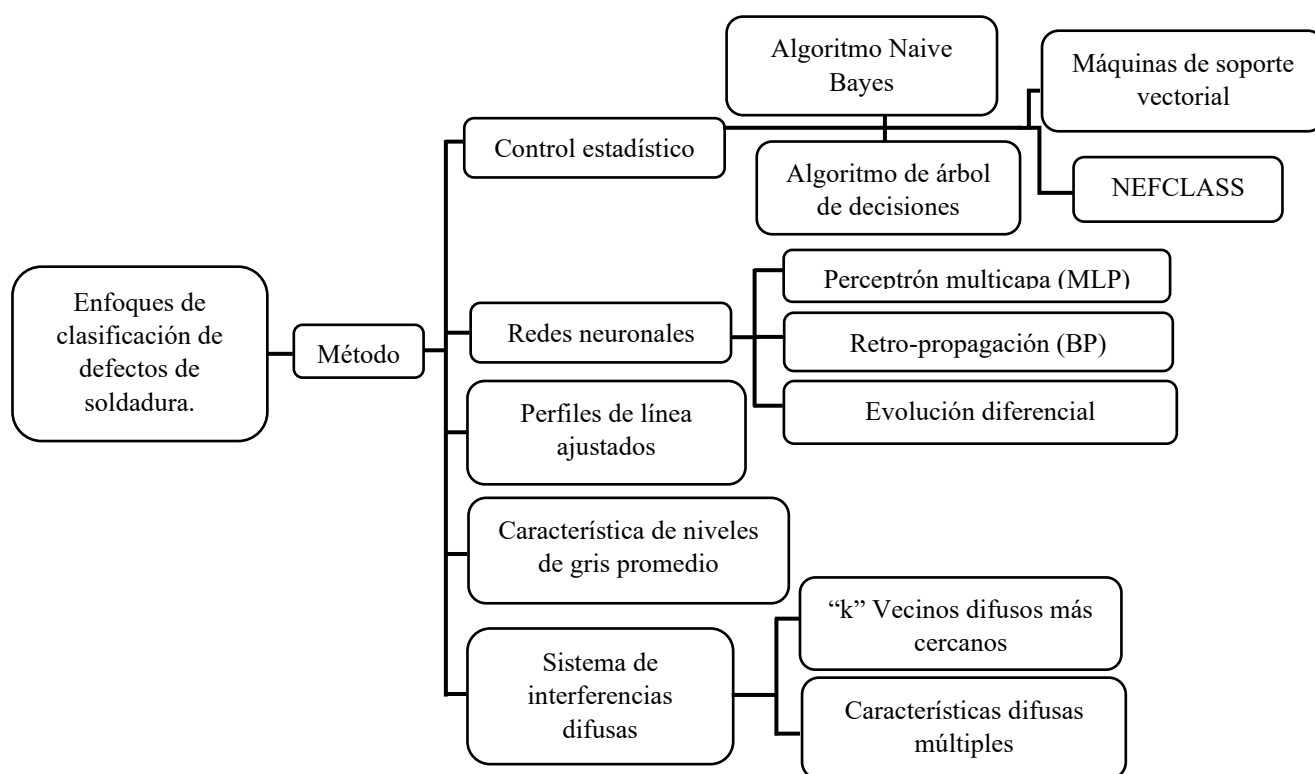 Algoritmo Naive
Bayes
Máquinas de soporte
vectorial
Control estadístico
Algoritmo de árbol
de decisiones
NEFCLASS
Enfoques de
clasificación de
defectos de
soldadura.
Método
Redes neuronales
Perceptrón multicapa (MLP)
Retro-propagación (BP)
Evolución diferencial
Perfiles de línea
ajustados
Característica de niveles
de gris promedio
Sistema de
interferencias
difusas
“k” Vecinos difusos más
cercanos
Características difusas
múltiples